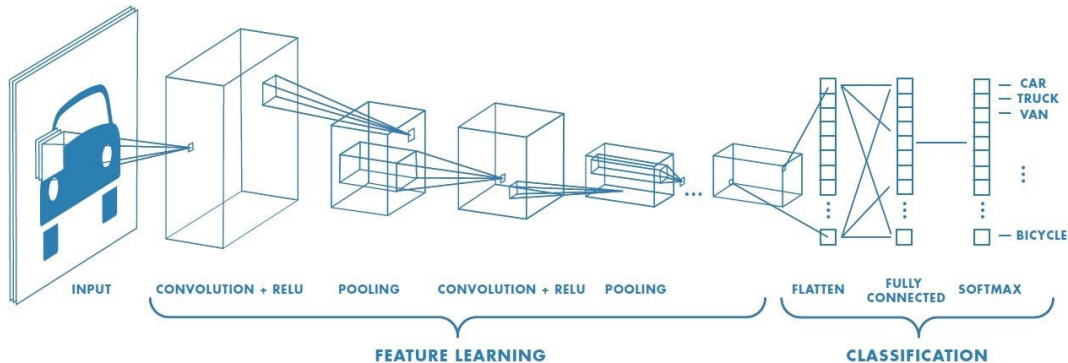 CAR
TRUCK
VAN
BICYCLE
INPUT
CONVOLUTION + RELU
POOLING
CONVOLUTION + RELU
POOLING
FLATTEN
FULLY
CONNECTED
SOFTMAX
FEATURE LEARNING
CLASSIFICATION